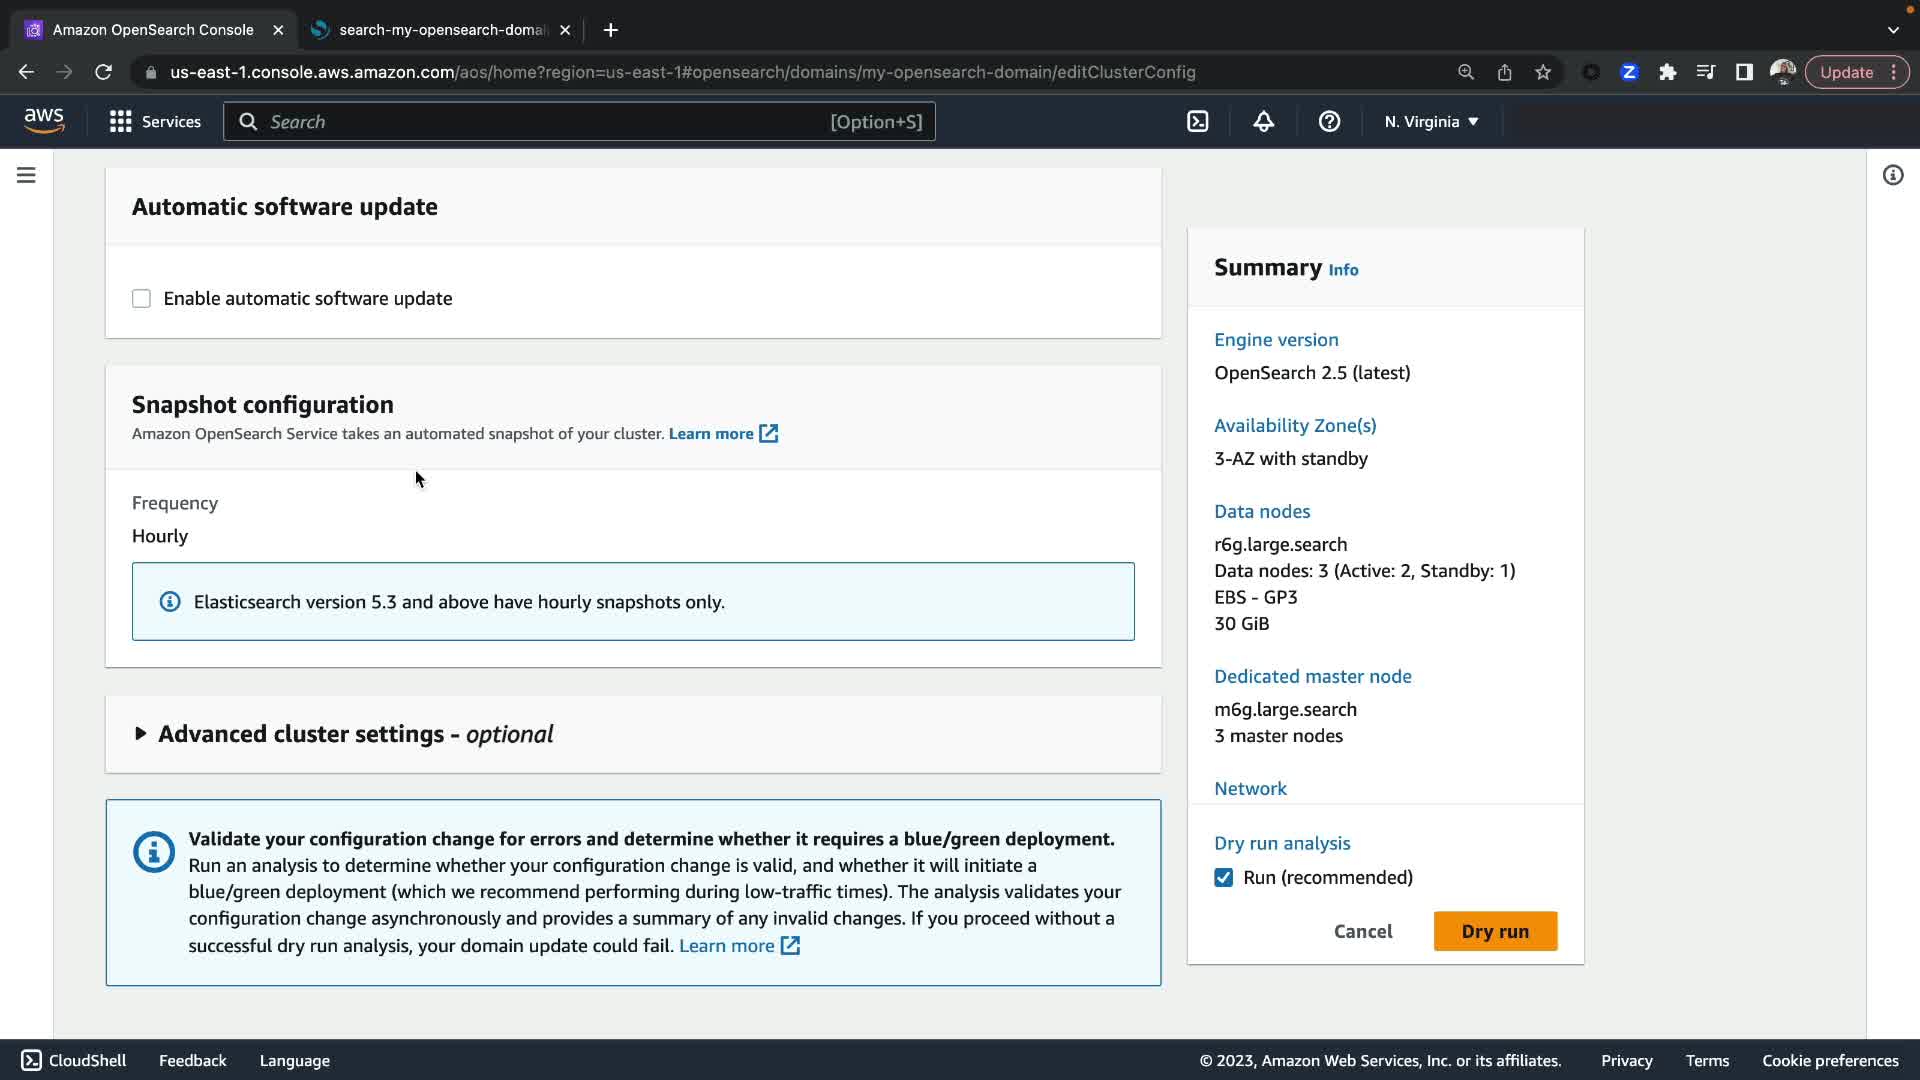 Amazon OpenSearch Console
search-my-opensearch-domai
us-east-1.console.aws.amazon.com/aos/home?region=us-east-1#opensearch/domains/my-opensearch-domain/editClusterConfig
Update
aws
Services
Search
[Option+S]
N. Virginia
Automatic software update
Enable automatic software update
Snapshot configuration
Amazon OpenSearch Service takes an automated snapshot of your cluster. Learn more
Frequency
Hourly
Elasticsearch version 5.3 and above have hourly snapshots only.
Advanced cluster settings - optional
Validate your configuration change for errors and determine whether it requires a blue/green deployment.
Run an analysis to determine whether your configuration change is valid, and whether it will initiate a
blue/green deployment (which we recommend performing during low-traffic times). The analysis validates your
configuration change asynchronously and provides a summary of any invalid changes. If you proceed without a
successful dry run analysis, your domain update could fail. Learn more
Summary Info
Engine version
OpenSearch 2.5 (latest)
Availability Zone(s)
3-AZ with standby
Data nodes
r6g.large.search
Data nodes: 3 (Active: 2, Standby: 1)
EBS - GP3
30 GiB
Dedicated master node
m6g.large.search
3 master nodes
Network
Dry run analysis
Run (recommended)
Cancel
Dry run
CloudShell
Feedback
Language
© 2023, Amazon Web Services, Inc. or its affiliates.
Privacy
Terms
Cookie preferences